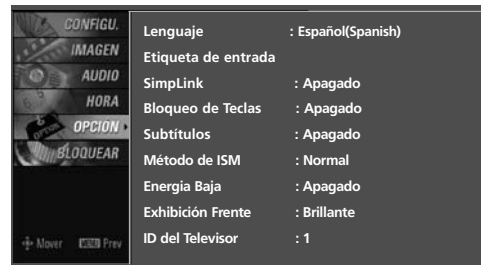 CONFIGU.
IMAGEN
AUDIO
HORA
OPCION
BLOQUEAR
Mover MENU Prev
Lenguaje : Español(Spanish)
Etiqueta de entrada
SimpLink : Apagado
Bloqueo de Teclas : Apagado
Subtítulos : Apagado
Método de ISM : Normal
Energia Baja : Apagado
Exhibición Frente : Brillante
ID del Televisor : 1